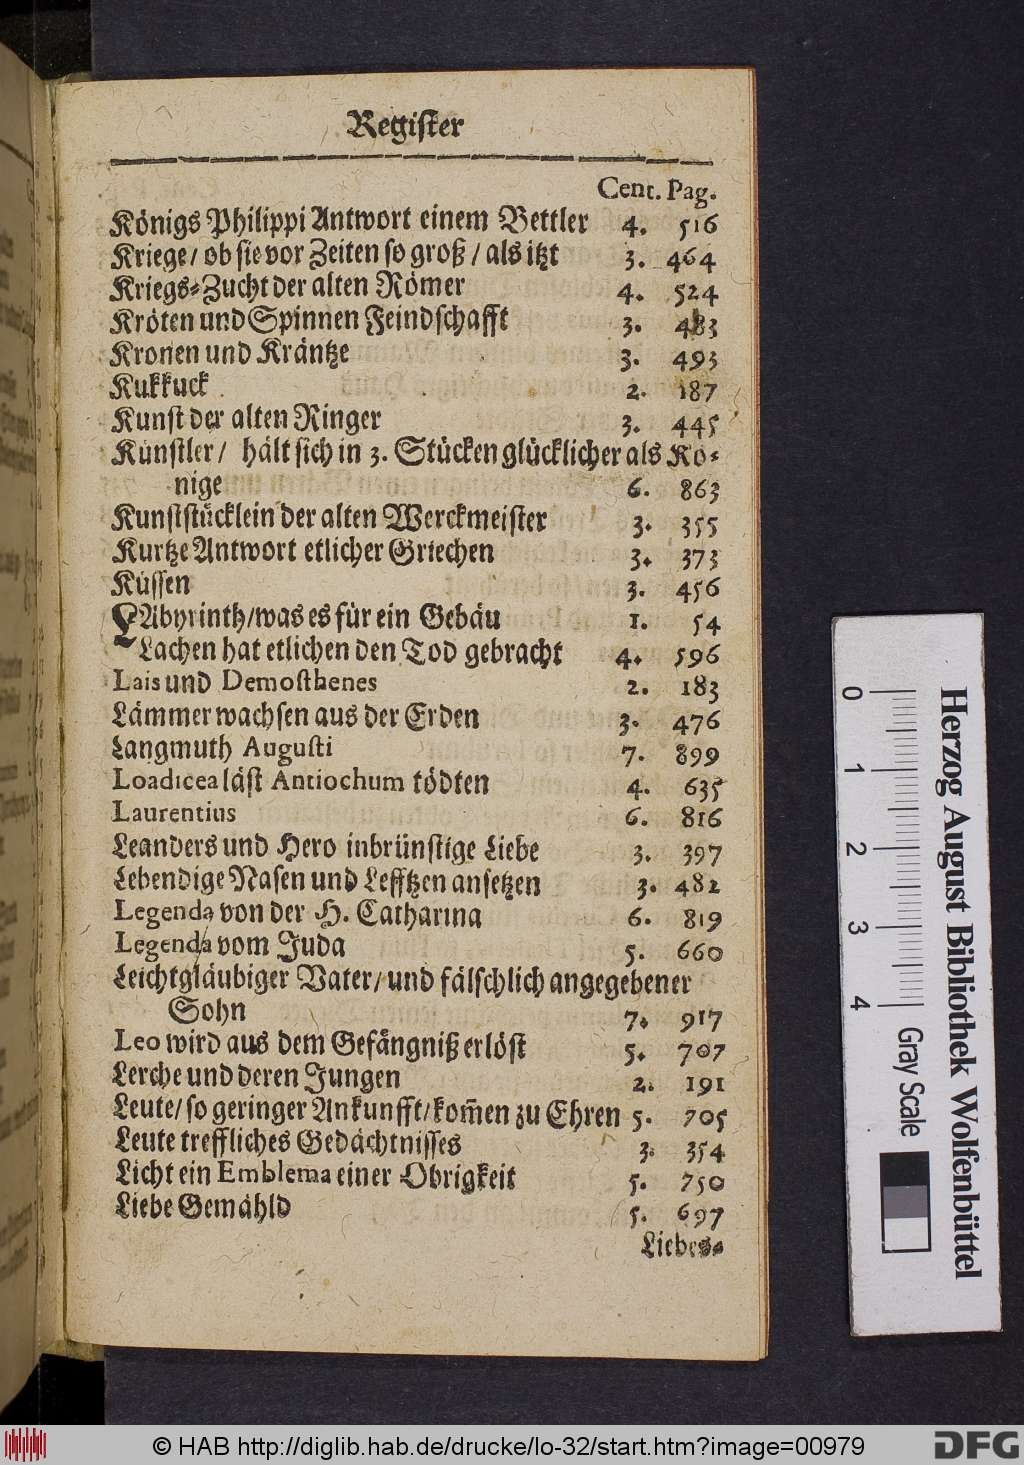 Register
Cent. Pag.
Königs Philippi Antwort einem Bettler 4. 516
Kriege/ ob sie vor Zeiten so groß/ als itzt 3. 464
Kriegs-Zucht der alten Römer 4. 524
Kröten und Spinnen Feindschafft 3. 483
Kronen und Kräntze 3. 493
Kukkuck 2. 187
Kunst der alten Ringer 3. 445
Künstler/ hält sich in 3. Stücken glücklicher als Kö-
nige 6. 863
Kunststücklein der alten Werckmeister 3. 355
Kurtze Antwort etlicher Griechen 3. 373
Küssen 3. 456
LAbyrinth/was es für ein Gebäu 1. 54
Lachen hat etlichen den Tod gebracht 4. 596
Lais und Demosthenes 2. 183
Lämmer wachsen aus der Erden 3. 476
Langmuth Augusti 7. 899
Loadicea läst Antiochum tödten 4. 635
Laurentius 6. 816
Leanders und Hero inbrünstige Liebe 3. 397
Lebendige Nasen und Lefftzen ansetzen 3. 482
Legenda von der H. Catharina 6. 819
Legenda vom Juda 5. 660
Leichtgläubiger Vater/ und fälschlich angegebener
Sohn 7. 917
Leo wird aus dem Gefängniß erlöst 5. 707
Lerche und deren Jungen 2. 191
Leute/ so geringer Ankunfft/ kom̄en zu Ehren 5. 705
Leute treffliches Gedächtnisses 3. 354
Licht ein Emblema einer Obrigkeit 5. 750
Liebe Gemähld 5. 697
Liebes-
Herzog August Bibliothek Wolfenbüttel
0 1 2 3 4
Gray Scale
© HAB http://diglib.hab.de/drucke/lo-32/start.htm?image=00979
DFG